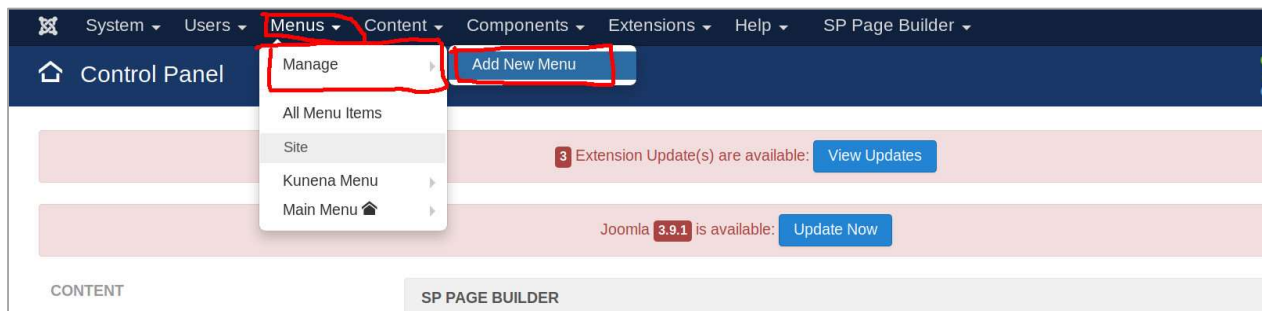 System Users Menus Content Components Extensions Help SP Page Builder
Control Panel
Manage
Add New Menu
All Menu Items
Site
Kunena Menu
Main Menu
3 Extension Update(s) are available: View Updates
Joomla 3.9.1 is available: Update Now
CONTENT
SP PAGE BUILDER